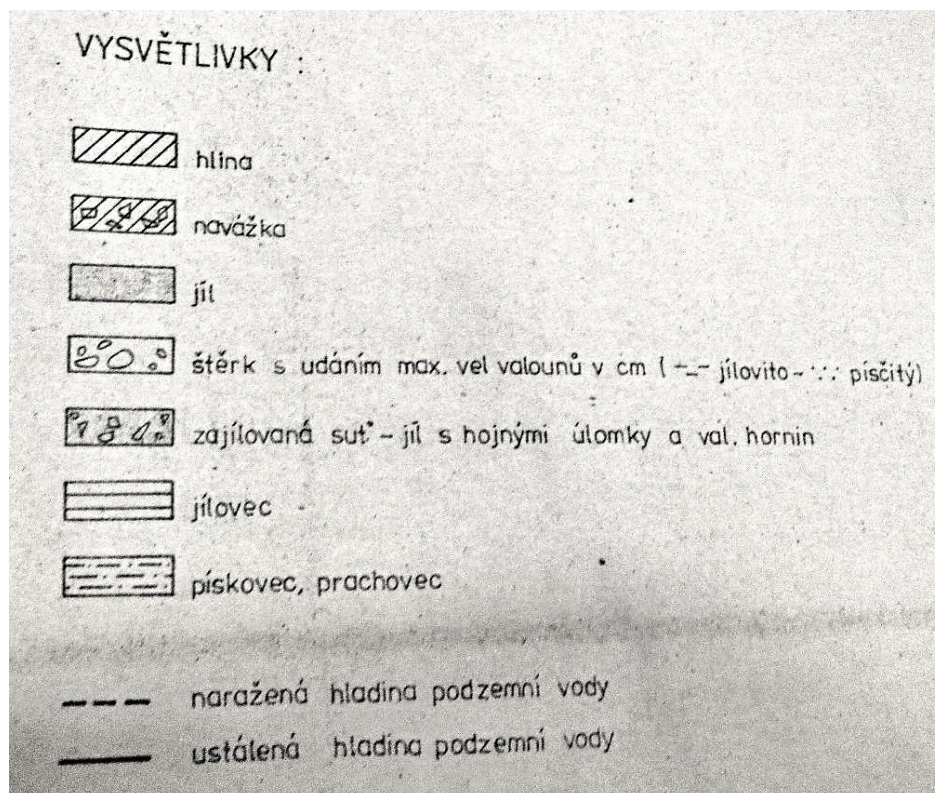 VYSVĚTLIVKY :
hlína
navážka
jíl
štěrk s udáním max. vel valounů v cm ( -_- jílovito- ∵ písčitý)
zajílovaná suť - jíl s hojnými úlomky a val. hornin
jílovec
pískovec, prachovec
naražená hladina podzemní vody
ustálená hladina podzemní vody